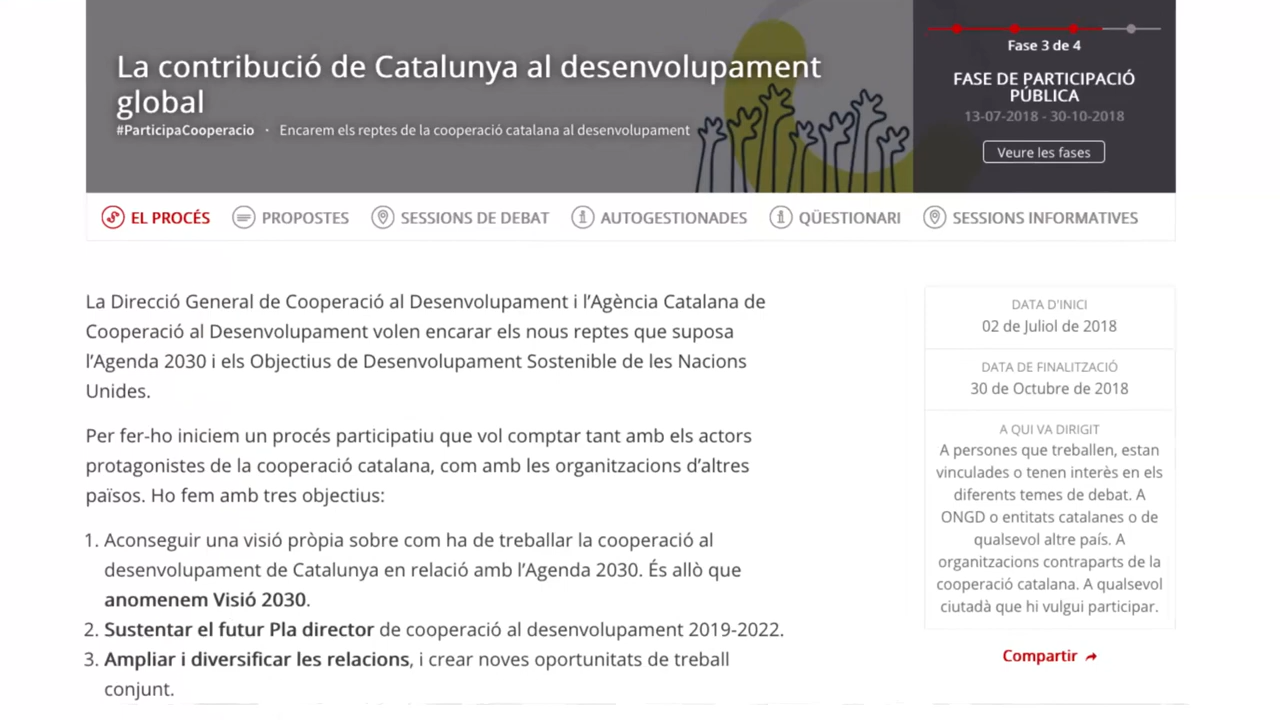 La contribució de Catalunya al desenvolupament
global
#ParticipaCooperacio · Encarem els reptes de la cooperació catalana al desenvolupament
Fase 3 de 4
FASE DE PARTICIPACIÓ
PÚBLICA
13-07-2018 - 30-10-2018
Veure les fases
EL PROCÉS PROPOSTES SESSIONS DE DEBAT AUTOGESTIONADES QÜESTIONARI SESSIONS INFORMATIVES
La Direcció General de Cooperació al Desenvolupament i l’Agència Catalana de
Cooperació al Desenvolupament volen encarar els nous reptes que suposa
l’Agenda 2030 i els Objectius de Desenvolupament Sostenible de les Nacions
Unides.
Per fer-ho iniciem un procés participatiu que vol comptar tant amb els actors
protagonistes de la cooperació catalana, com amb les organitzacions d’altres
països. Ho fem amb tres objectius:
1. Aconseguir una visió pròpia sobre com ha de treballar la cooperació al
desenvolupament de Catalunya en relació amb l’Agenda 2030. És allò que
anomenem Visió 2030.
2. Sustentar el futur Pla director de cooperació al desenvolupament 2019-2022.
3. Ampliar i diversificar les relacions, i crear noves oportunitats de treball
conjunt.
DATA D'INICI
02 de Juliol de 2018
DATA DE FINALITZACIÓ
30 de Octubre de 2018
A QUI VA DIRIGIT
A persones que treballen, estan
vinculades o tenen interès en els
diferents temes de debat. A
ONGD o entitats catalanes o de
qualsevol altre país. A
organitzacions contraparts de la
cooperació catalana. A qualsevol
ciutadà que hi vulgui participar.
Compartir